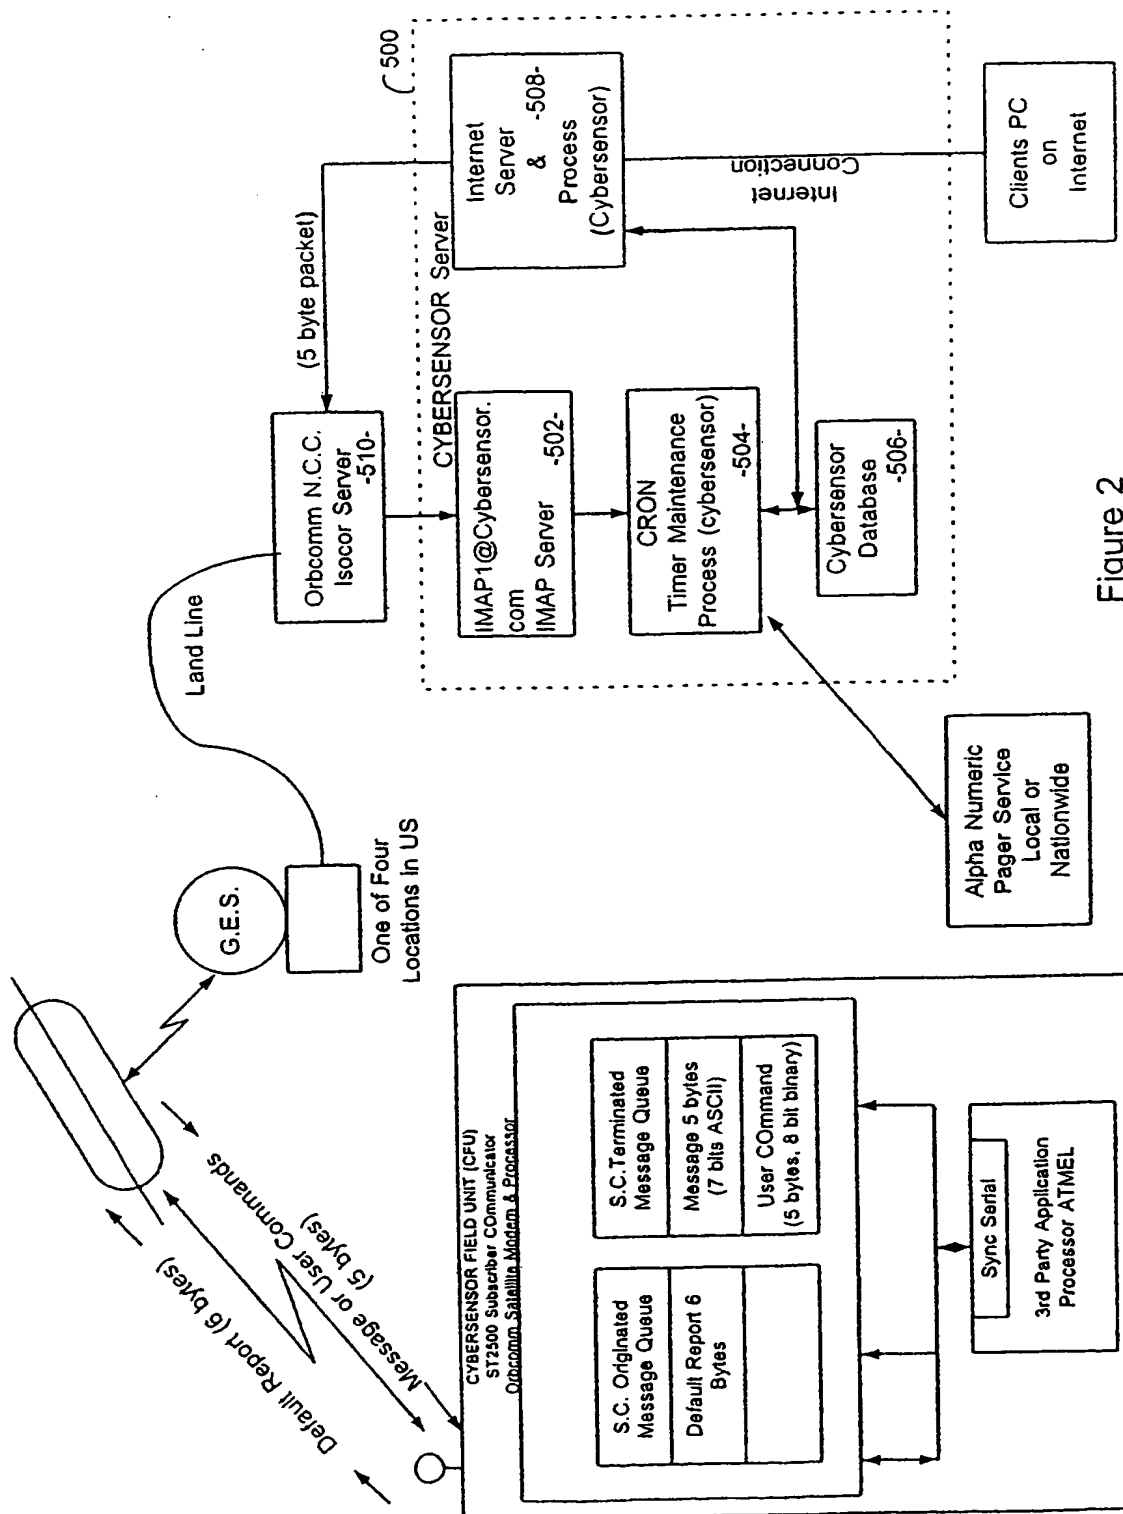 Default Report (6 bytes)
Commands
Message or User Commands
(5 bytes)
G.E.S.
One of Four
Locations in US
Land Line
Orbcomm N.C.C.
Isocor Server
-510-
(5 byte packet)
500
CYBERSENSOR Server
IMAP1@Cybersensor.
com
IMAP Server -502-
CRON
Timer Maintenance
Process (cybersensor)
-504-
Cybersensor
Database
-506-
Internet
Server
& -508-
Process
(Cybersensor)
Internet
Connection
Clients PC
on
Internet
Alpha Numeric
Pager Service
Local or
Nationwide
CYBERSENSOR FIELD UNIT (CFU)
ST2500 Subscriber COmmunicator
Orbcomm Satellite Modem & Processor
S.C. Originated
Message Queue
Default Report 6
Bytes
S.C.Terminated
Message Queue
Message 5 bytes
(7 bits ASCII)
User COmmand
(5 bytes, 8 bit binary)
Sync Serial
3rd Party Application
Processor ATMEL
Figure 2